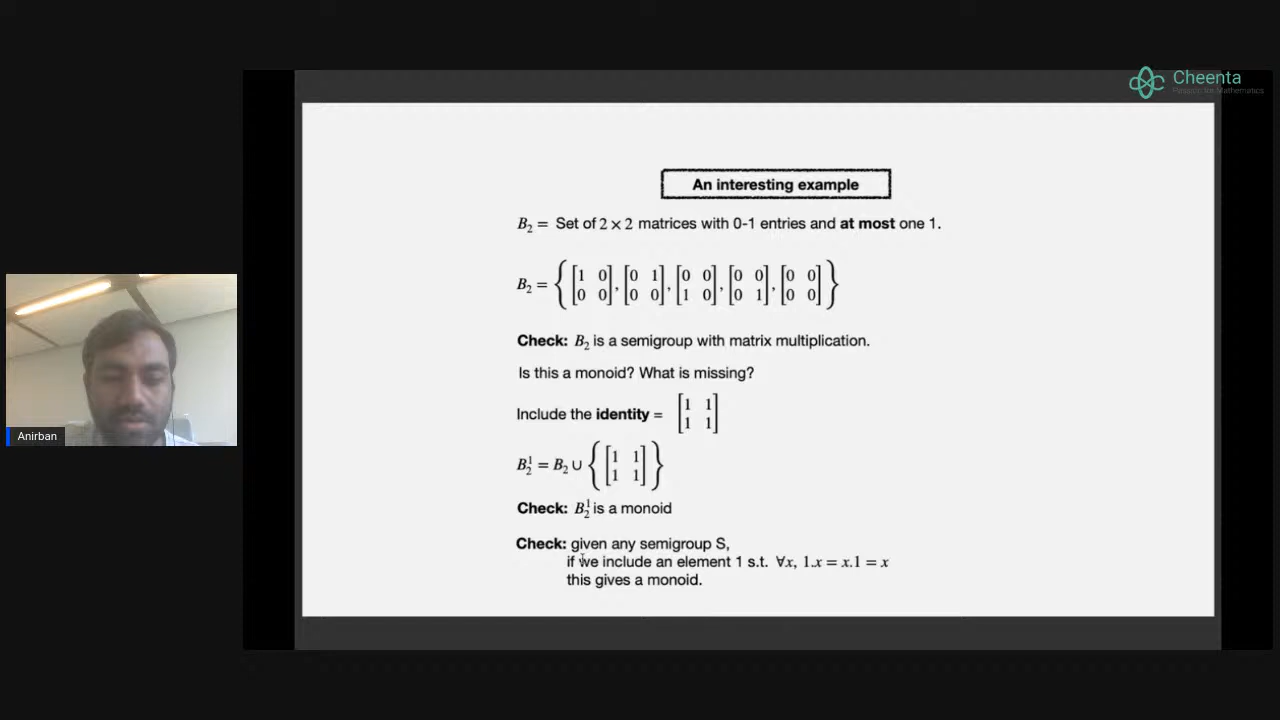 Cheenta
Passion for Mathematics
An interesting example
B₂ = Set of 2 × 2 matrices with 0-1 entries and at most one 1.
B₂ = { [1 0; 0 0], [0 1; 0 0], [0 0; 1 0], [0 0; 0 1], [0 0; 0 0] }
Check: B₂ is a semigroup with matrix multiplication.
Is this a monoid? What is missing?
Include the identity = [1 1; 1 1]
B₂¹ = B₂ ∪ { [1 1; 1 1] }
Check: B₂¹ is a monoid
Check: given any semigroup S,
if we include an element 1 s.t. ∀x, 1.x = x.1 = x
this gives a monoid.
Anirban